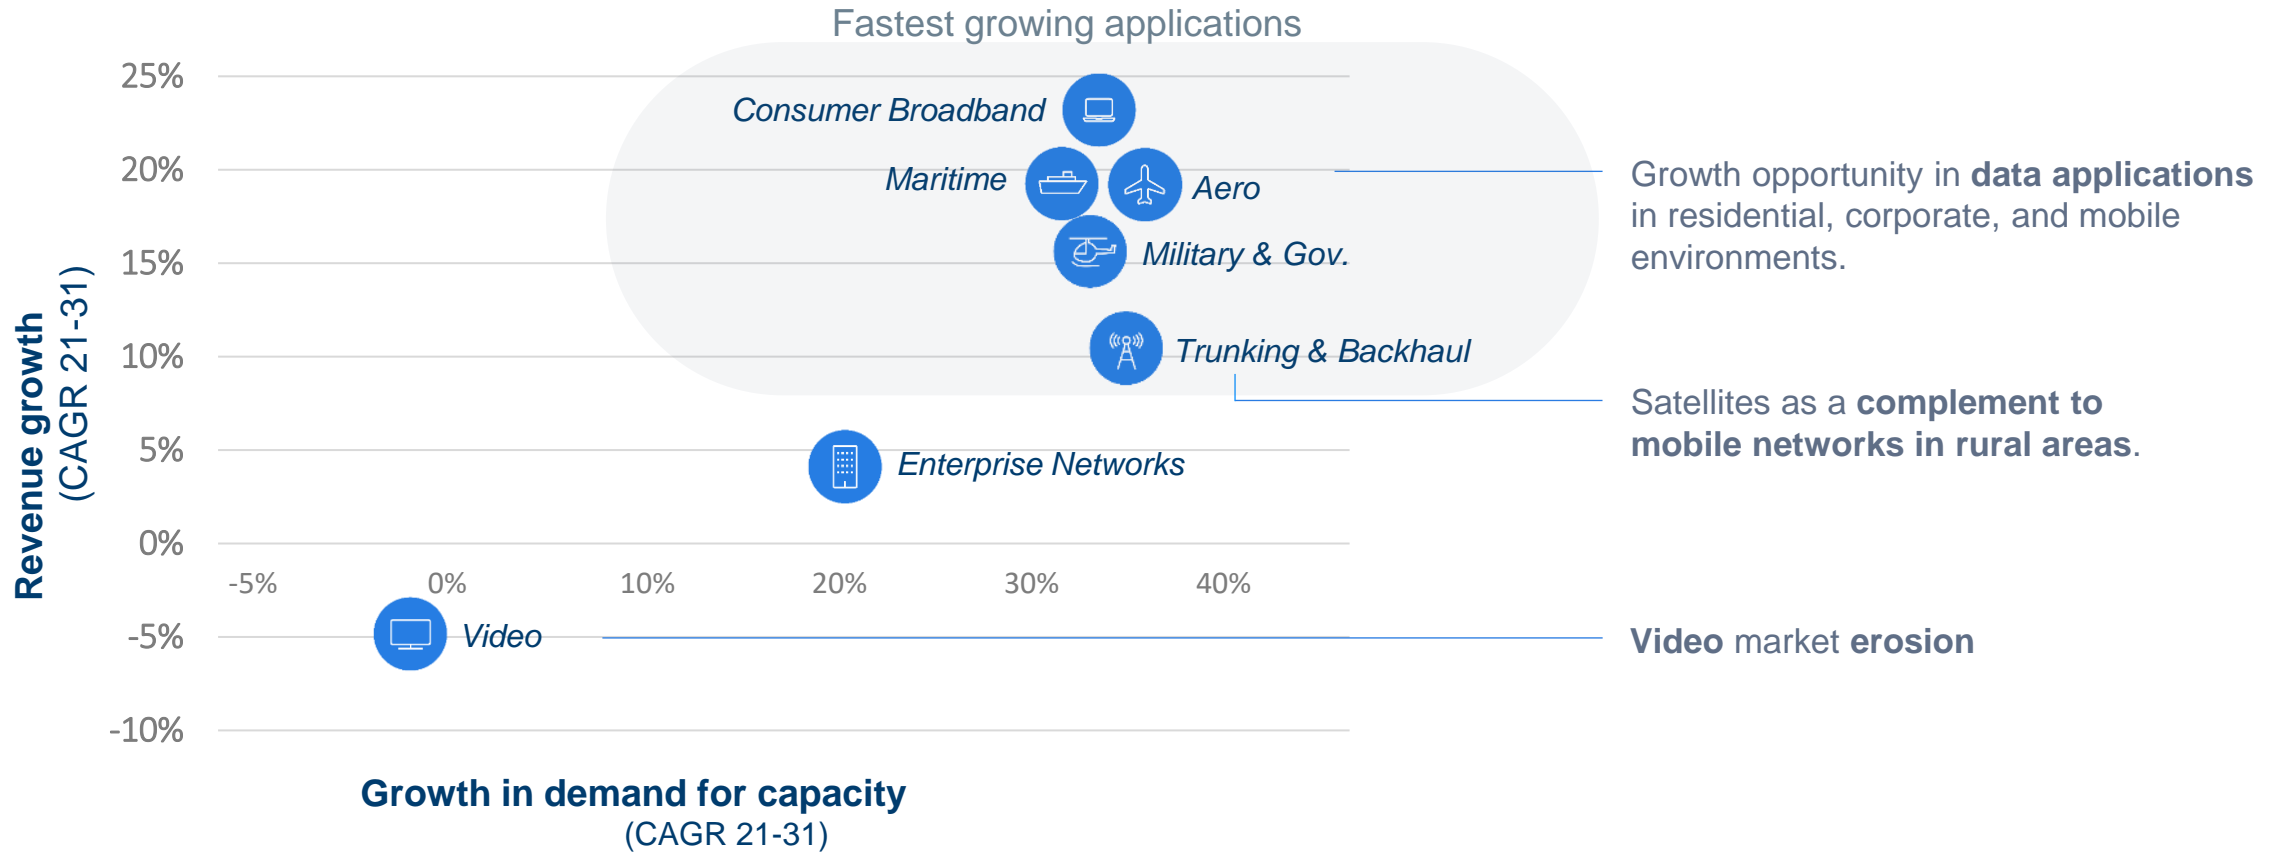 Fastest growing applications
25%
Consumer Broadband
20%
Maritime
Aero
Growth opportunity in data applications
in residential, corporate, and mobile
environments.
15%
Military & Gov.
Revenue growth
(CAGR 21-31)
10%
Trunking & Backhaul
Satellites as a complement to
mobile networks in rural areas.
5%
Enterprise Networks
0%
-5% 0% 10% 20% 30% 40%
-5%
Video
Video market erosion
-10%
Growth in demand for capacity
(CAGR 21-31)